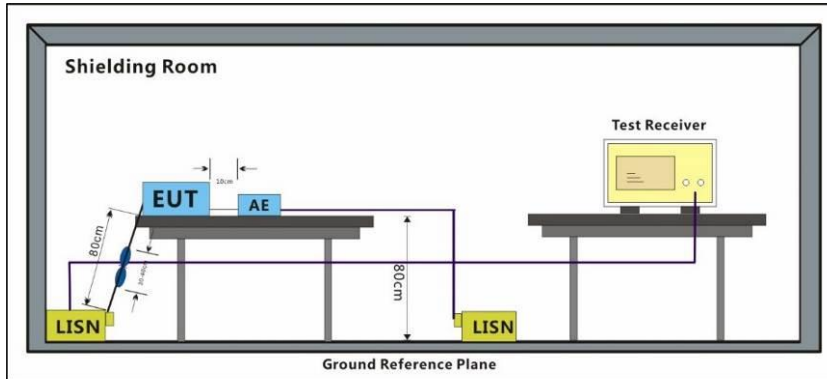 Shielding Room
Test Receiver
10cm
EUT
AE
80cm
80cm
LISN
LISN
Ground Reference Plane